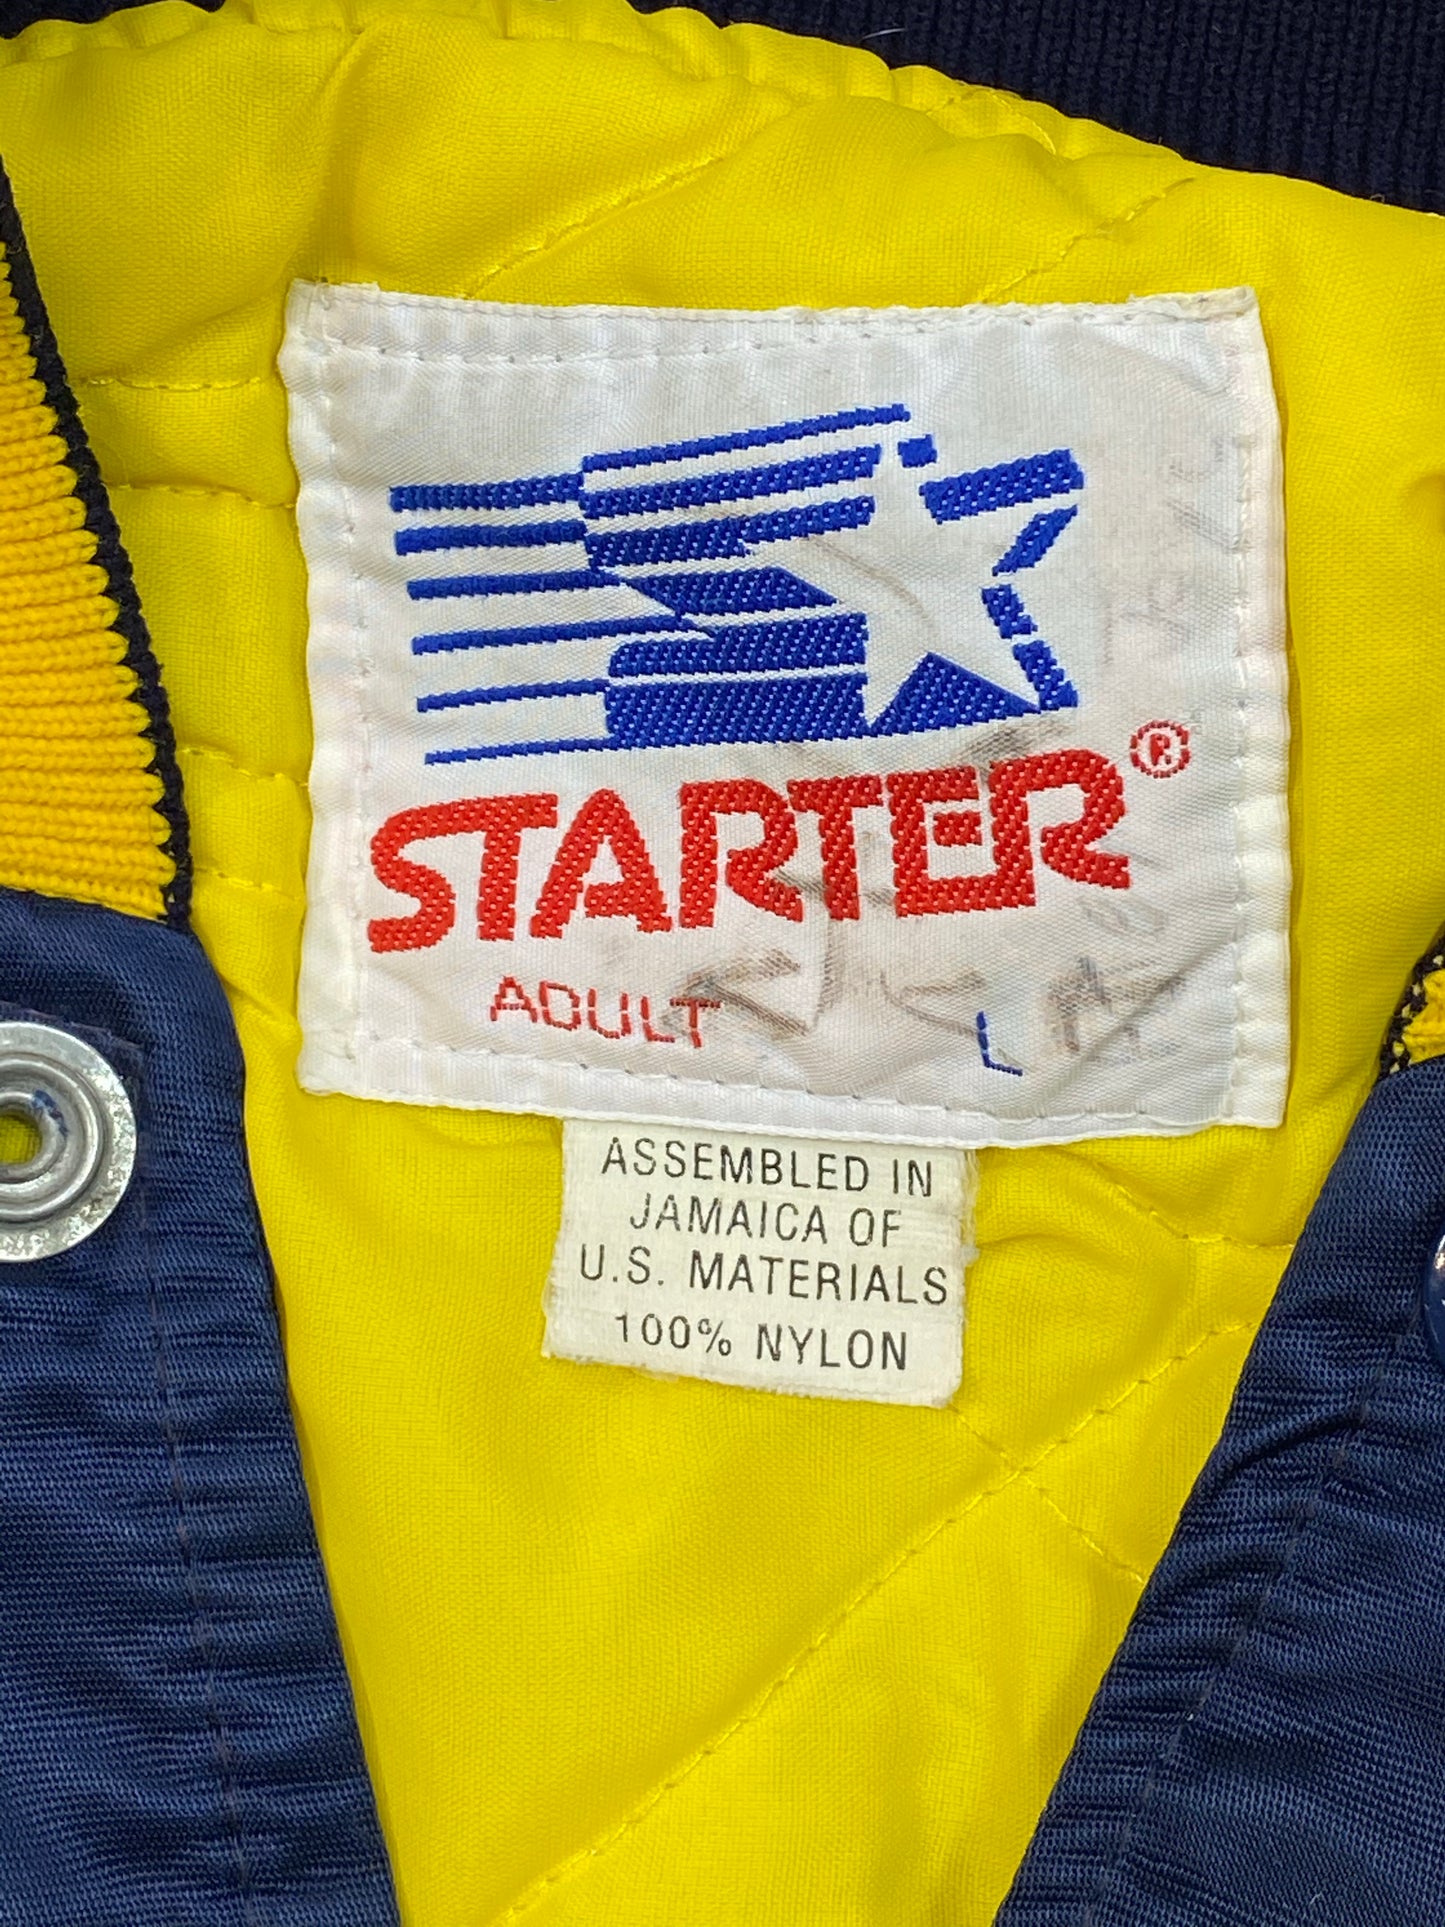 STARTER®
ADULT L
ASSEMBLED IN
JAMAICA OF
U.S. MATERIALS
100% NYLON